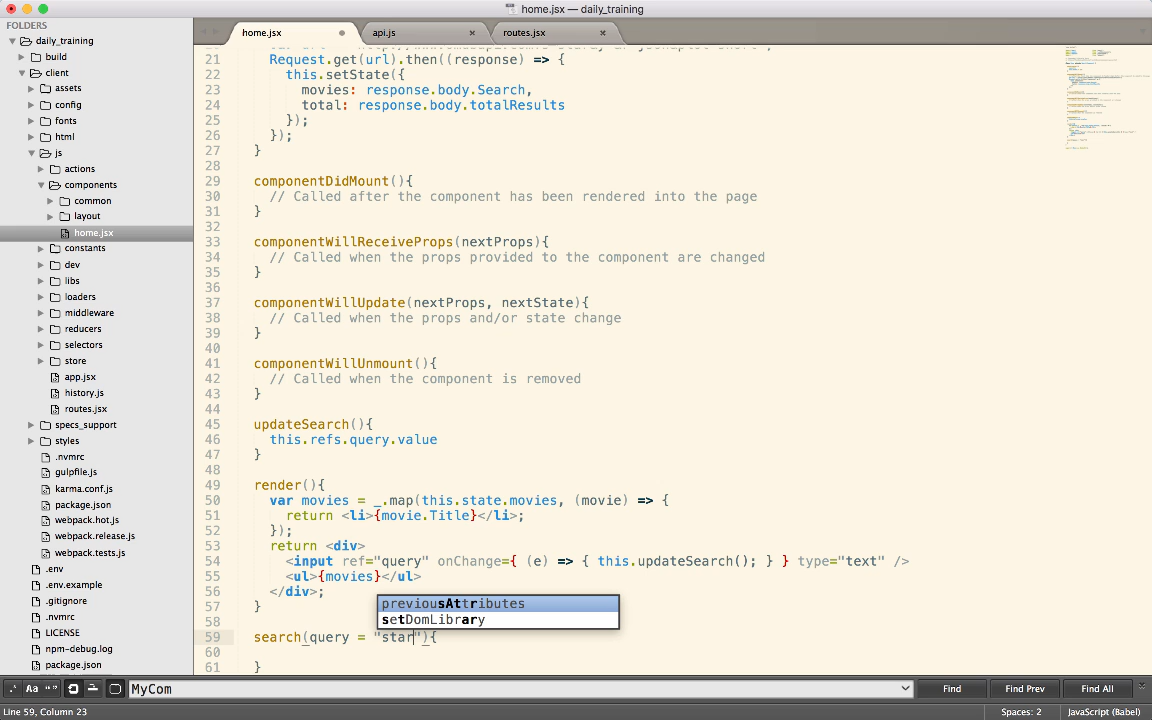 home.jsx — daily_training
FOLDERS
daily_training
build
client
assets
config
fonts
html
js
actions
components
common
layout
home.jsx
constants
dev
libs
loaders
middleware
reducers
selectors
store
app.jsx
history.js
routes.jsx
specs_support
styles
.nvmrc
gulpfile.js
karma.conf.js
package.json
webpack.hot.js
webpack.release.js
webpack.tests.js
.env
.env.example
.gitignore
.nvmrc
LICENSE
npm-debug.log
package.json
home.jsx
api.js
routes.jsx
21 Request.get(url).then((response) => {
22 this.setState({
23 movies: response.body.Search,
24 total: response.body.totalResults
25 });
26 });
27 }
28
29 componentDidMount(){
30 // Called after the component has been rendered into the page
31 }
32
33 componentWillReceiveProps(nextProps){
34 // Called when the props provided to the component are changed
35 }
36
37 componentWillUpdate(nextProps, nextState){
38 // Called when the props and/or state change
39 }
40
41 componentWillUnmount(){
42 // Called when the component is removed
43 }
44
45 updateSearch(){
46 this.refs.query.value
47 }
48
49 render(){
50 var movies = _.map(this.state.movies, (movie) => {
51 return <li>{movie.Title}</li>;
52 });
53 return <div>
54 <input ref="query" onChange={ (e) => { this.updateSearch(); } } type="text" />
55 <ul>{movies}</ul>
56 </div>;
57 }
58
previousAttributes
setDomLibrary
59 search(query = "star"){
60
61 }
.* Aa “ ” MyCom Find Find Prev Find All
Line 59, Column 23 Spaces: 2 JavaScript (Babel)